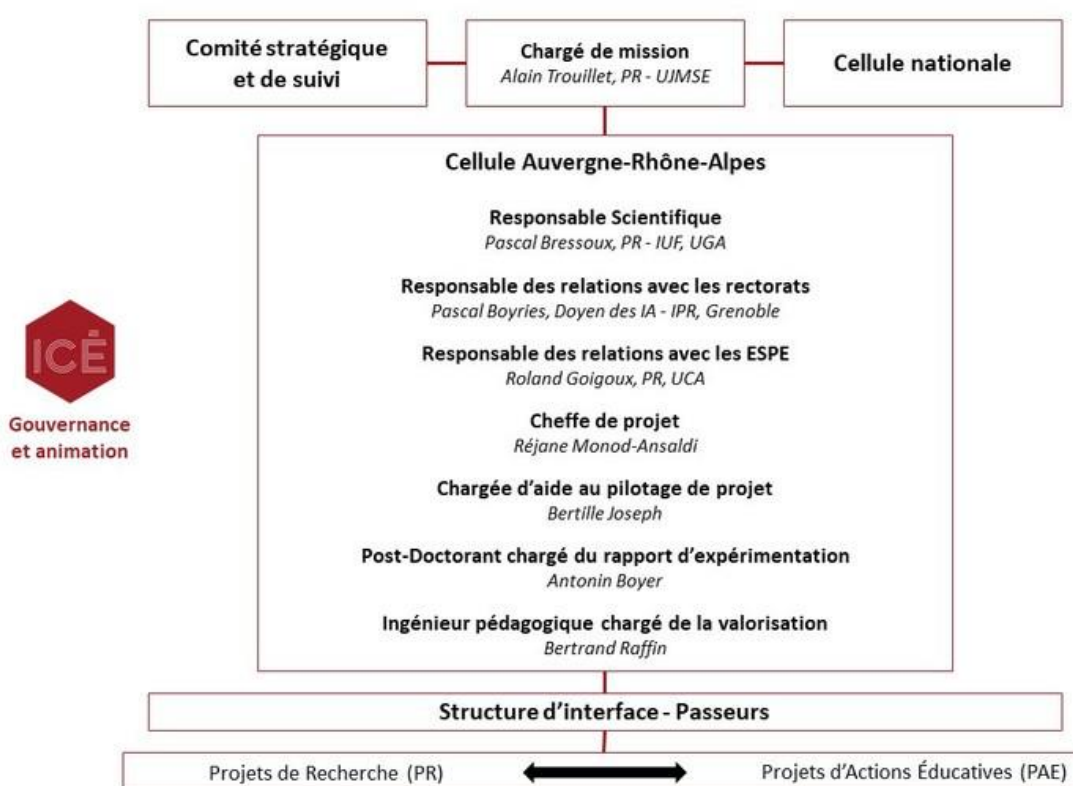 Comité stratégique
et de suivi
Chargé de mission
Alain Trouillet, PR - UJMSE
Cellule nationale
Cellule Auvergne-Rhône-Alpes
Responsable Scientifique
Pascal Bressoux, PR - IUF, UGA
Responsable des relations avec les rectorats
Pascal Boyries, Doyen des IA - IPR, Grenoble
Responsable des relations avec les ESPE
Roland Goigoux, PR, UCA
Cheffe de projet
Réjane Monod-Ansaldi
Chargée d'aide au pilotage de projet
Bertille Joseph
Post-Doctorant chargé du rapport d'expérimentation
Antonin Boyer
Ingénieur pédagogique chargé de la valorisation
Bertrand Raffin
ICÉ
Gouvernance
et animation
Structure d'interface - Passeurs
Projets de Recherche (PR)
Projets d'Actions Éducatives (PAE)